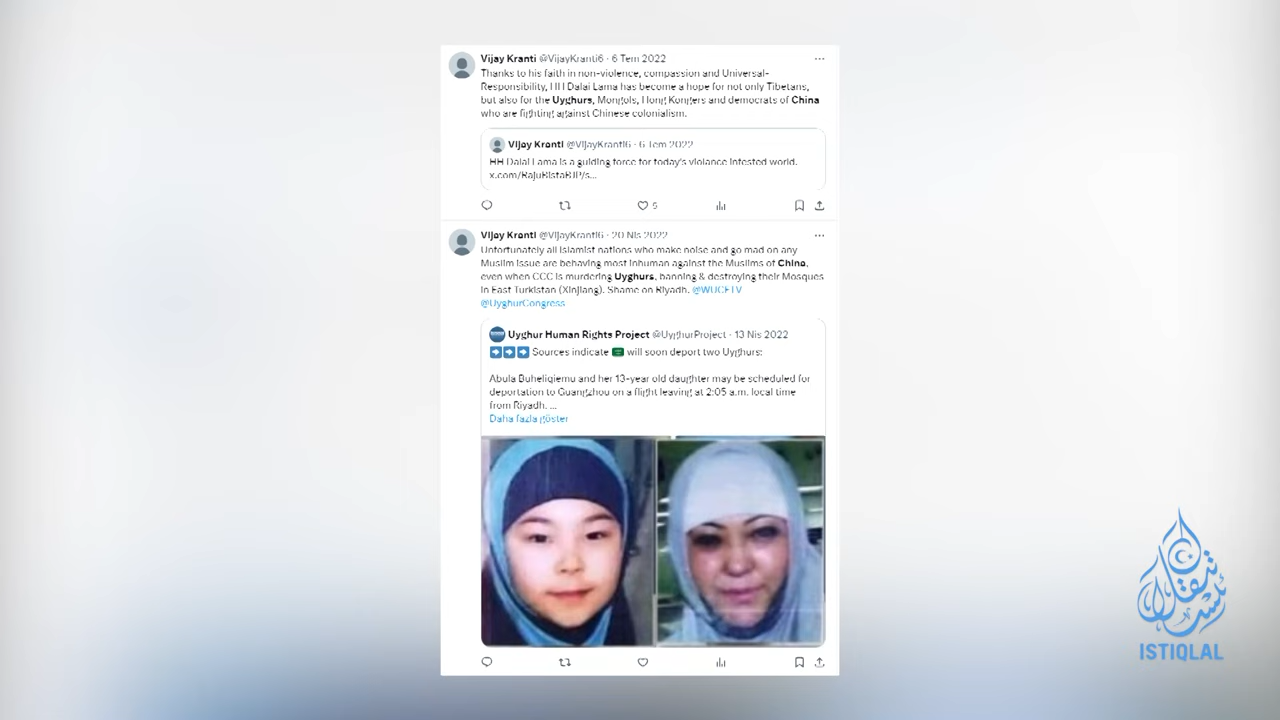 Vijay Kranti @VijayKranti6 · 6 Tem 2022
Thanks to his faith in non-violence, compassion and Universal-
Responsibility, HH Dalai Lama has become a hope for not only Tibetans,
but also for the Uyghurs, Mongols, Hong Kongers and democrats of China
who are fighting against Chinese colonialism.
Vijay Kranti @VijayKranti6 · 6 Tem 2022
HH Dalai Lama is a guiding force for today's violance infested world.
x.com/RajuBistaBJP/s...
5
Vijay Kranti @VijayKranti6 · 20 Nis 2022
Unfortunately all Islamist nations who make noise and go mad on any
Muslim issue are behaving most inhuman against the Muslims of China,
even when CCC is murdering Uyghurs, banning & destroying their Mosques
in East Turkistan (Xinjiang). Shame on Riyadh. @WUCETV
@UyghurCongress
Uyghur Human Rights Project @UyghurProject · 13 Nis 2022
Sources indicate will soon deport two Uyghurs:
Abula Buheliqiemu and her 13-year old daughter may be scheduled for
deportation to Guangzhou on a flight leaving at 2:05 a.m. local time
from Riyadh. ...
Daha fazla göster
ISTIQLAL